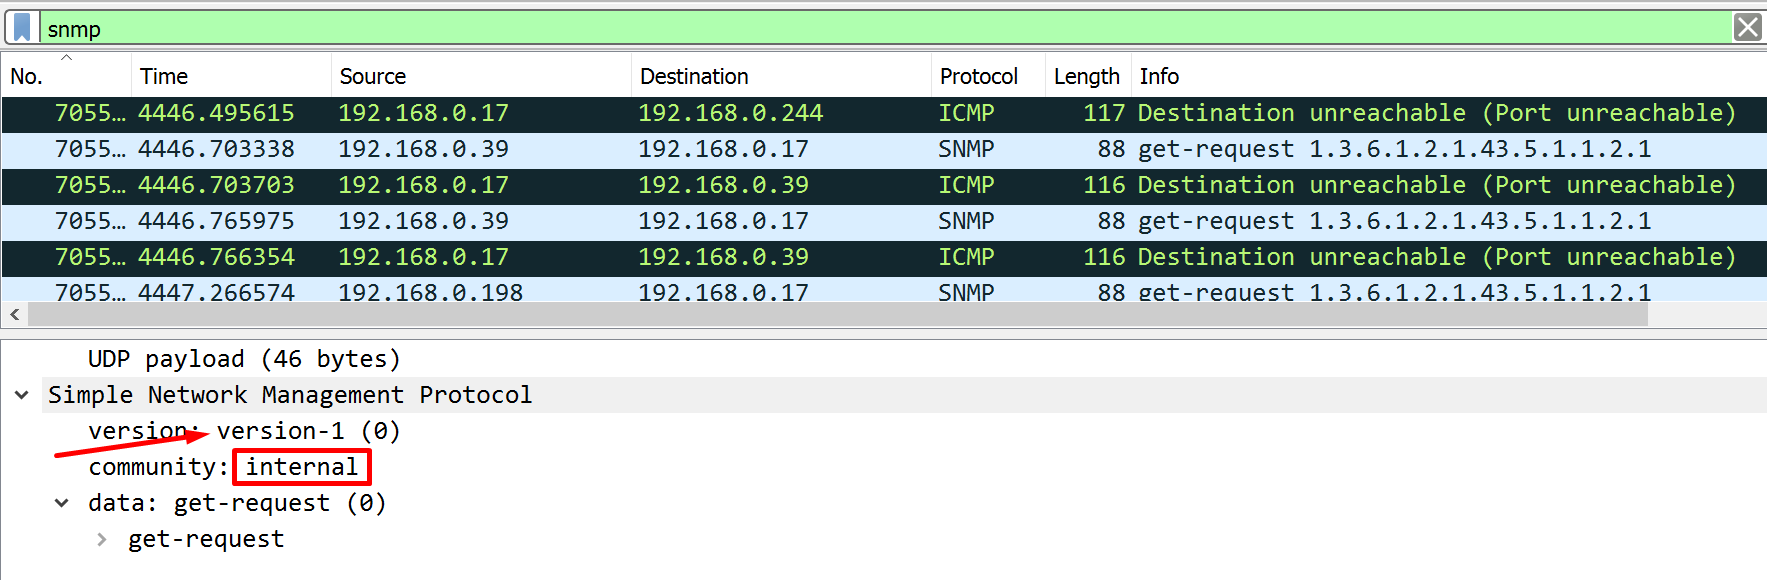 snmp
No. Time Source Destination Protocol Length Info
7055… 4446.495615 192.168.0.17 192.168.0.244 ICMP 117 Destination unreachable (Port unreachable)
7055… 4446.703338 192.168.0.39 192.168.0.17 SNMP 88 get-request 1.3.6.1.2.1.43.5.1.1.2.1
7055… 4446.703703 192.168.0.17 192.168.0.39 ICMP 116 Destination unreachable (Port unreachable)
7055… 4446.765975 192.168.0.39 192.168.0.17 SNMP 88 get-request 1.3.6.1.2.1.43.5.1.1.2.1
7055… 4446.766354 192.168.0.17 192.168.0.39 ICMP 116 Destination unreachable (Port unreachable)
7055… 4447.266574 192.168.0.198 192.168.0.17 SNMP 88 get-request 1.3.6.1.2.1.43.5.1.1.2.1
UDP payload (46 bytes)
Simple Network Management Protocol
version: version-1 (0)
community: internal
data: get-request (0)
get-request